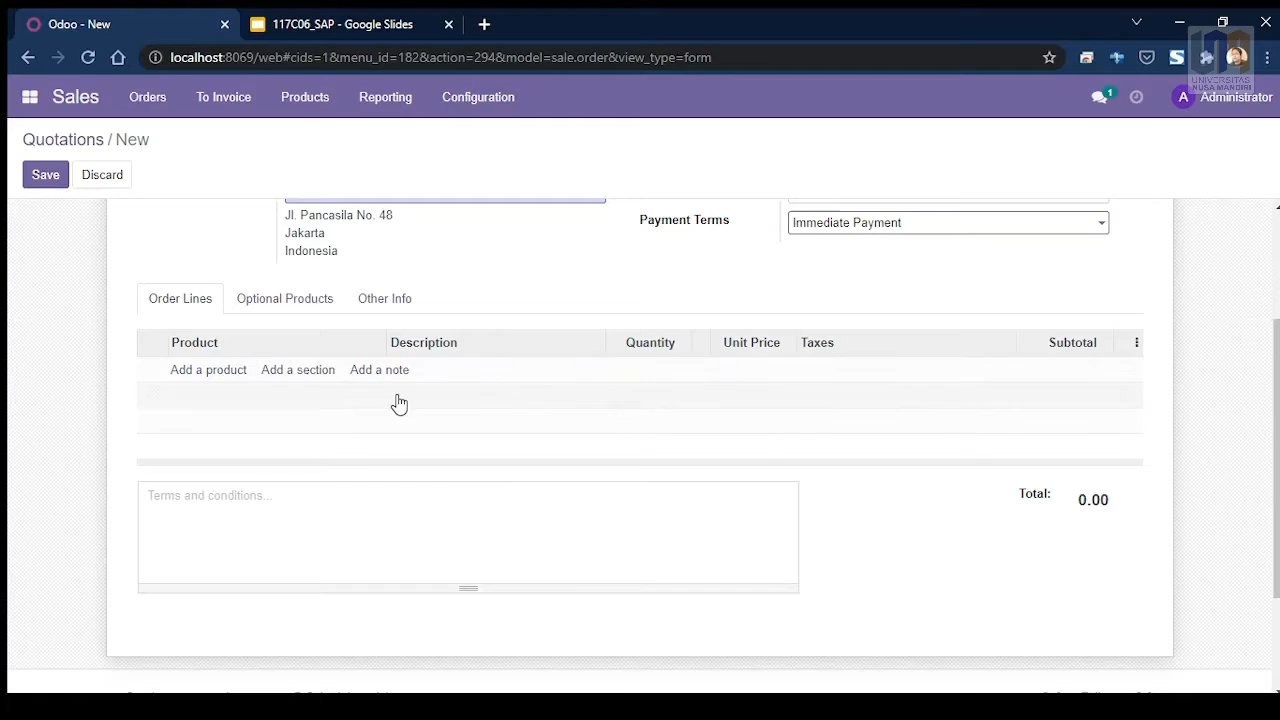 Odoo - New
117C06_SAP - Google Slides
localhost:8069/web#cids=1&menu_id=182&action=294&model=sale.order&view_type=form
UNIVERSITAS
NUSA MANDIRI
Sales Orders To Invoice Products Reporting Configuration 1 A Administrator
Quotations / New
Save Discard
Jl. Pancasila No. 48
Jakarta
Indonesia
Payment Terms Immediate Payment
Order Lines Optional Products Other Info
Product Description Quantity Unit Price Taxes Subtotal
Add a product Add a section Add a note
Terms and conditions...
Total: 0.00